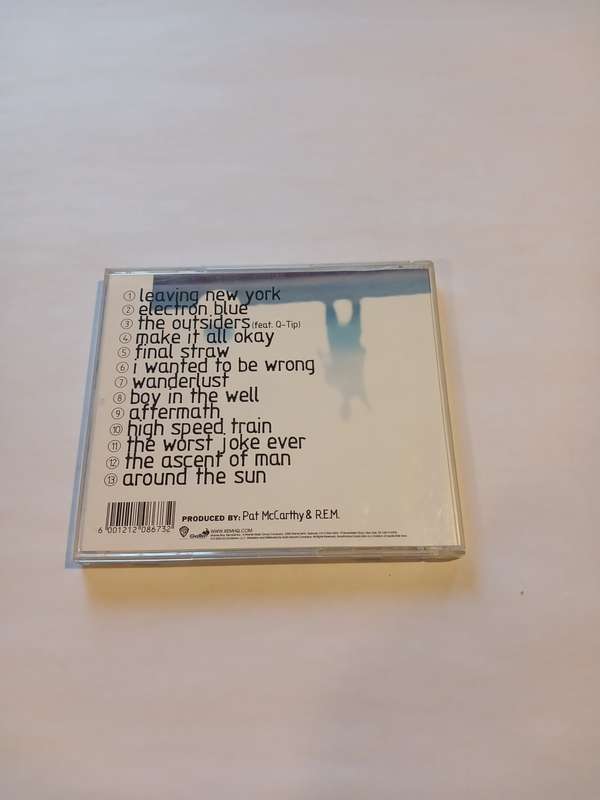 1 leaving new york
2 electron blue
3 the outsiders (feat. Q-Tip)
4 make it all okay
5 final straw
6 i wanted to be wrong
7 wanderlust
8 boy in the well
9 aftermath
10 high speed train
11 the worst joke ever
12 the ascent of man
13 around the sun
6 001212 086732
PRODUCED BY: Pat McCarthy & R.E.M.
WWW.REMHQ.COM